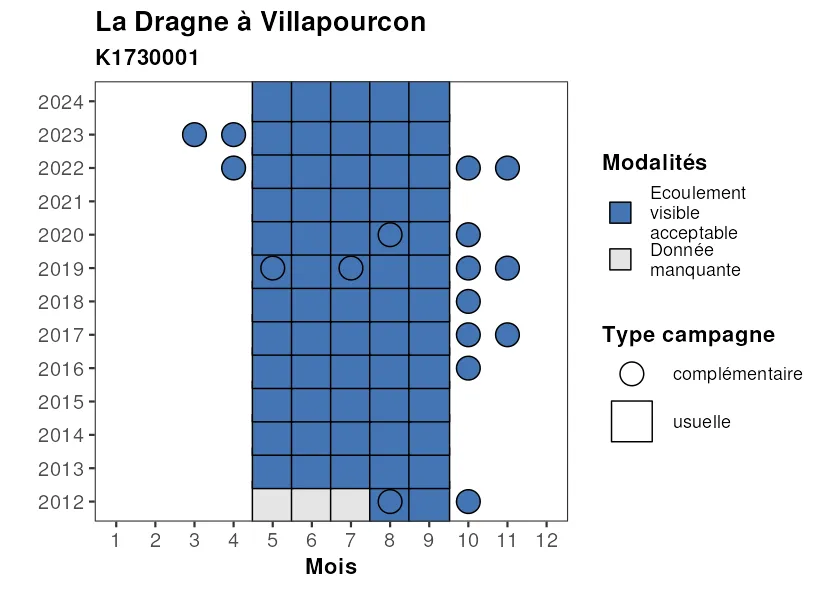 La Dragne à Villapourcon
K1730001
2024
2023
2022
2021
2020
2019
2018
2017
2016
2015
2014
2013
2012
1 2 3 4 5 6 7 8 9 10 11 12
Mois
Modalités
Ecoulement
visible
acceptable
Donnée
manquante
Type campagne
complémentaire
usuelle